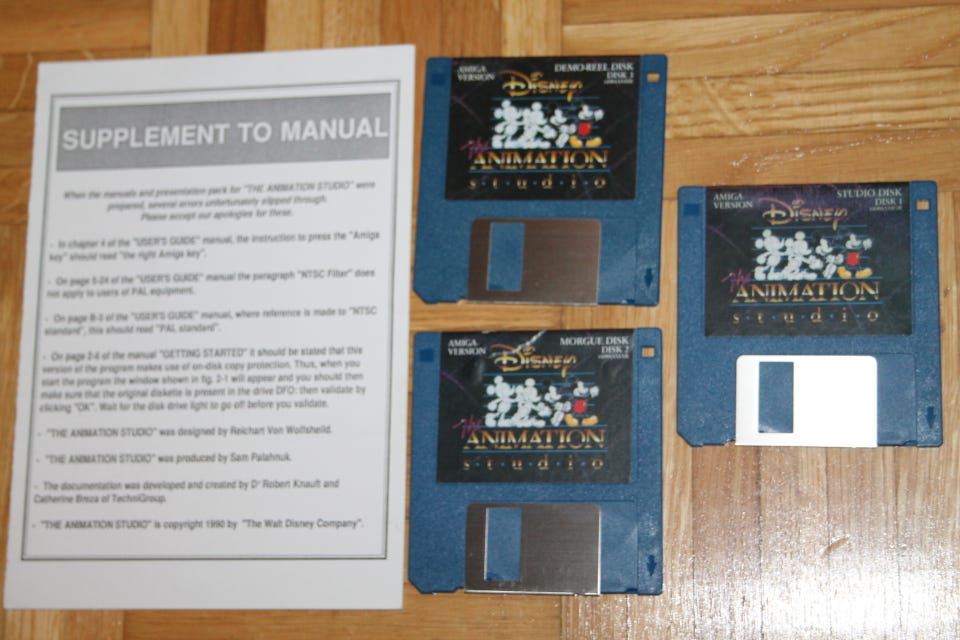 SUPPLEMENT TO MANUAL
When the manuals and presentation pack for "THE ANIMATION STUDIO" were
prepared, several errors unfortunately slipped through.
Please accept our apologies for these.
- In chapter 4 of the "USER'S GUIDE" manual, the instruction to press the "Amiga
key" should read "the right Amiga key".
- On page 5-24 of the "USER'S GUIDE" manual the paragraph "NTSC Filter" does
not apply to users of PAL equipment.
- On page B-3 of the "USER'S GUIDE" manual, where reference is made to "NTSC
standard", this should read "PAL standard".
- On page 2-6 of the manual "GETTING STARTED" it should be stated that this
version of the program makes use of on-disk copy protection. Thus, when you
start the program the window shown in fig. 2-1 will appear and you should then
make sure that the original diskette is present in the drive DFO: then validate by
clicking "OK". Wait for the disk drive light to go off before you validate.
- "THE ANIMATION STUDIO" was designed by Reichart Von Wolfsheild.
- "THE ANIMATION STUDIO" was produced by Sam Palahnuk.
- The documentation was developed and created by D' Robert Knauft and
Catherine Breza of TechniGroup.
- "THE ANIMATION STUDIO" is copyright 1990 by "The Walt Disney Company".
AMIGA
VERSION
DEMO-REEL DISK
DISK 3
Disney
The
ANIMATION
s·t·u·d·i·o
AMIGA
VERSION
MORGUE DISK
DISK 2
Disney
The
ANIMATION
s·t·u·d·i·o
AMIGA
VERSION
STUDIO DISK
DISK 1
Disney
The
ANIMATION
s·t·u·d·i·o